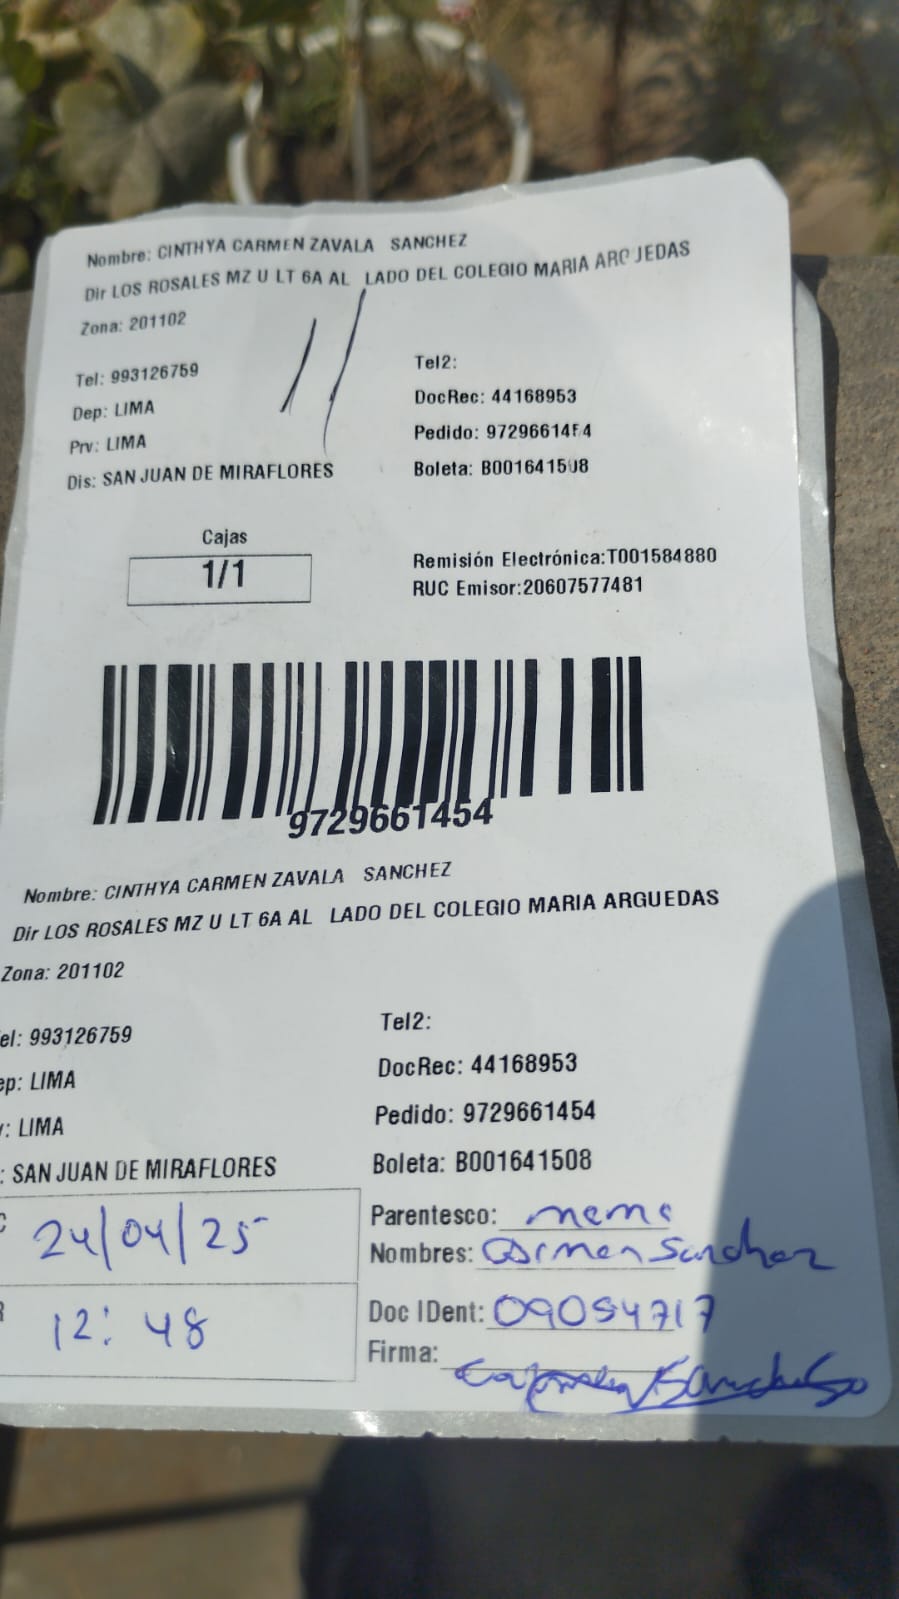 Nombre: CINTHYA CARMEN ZAVALA SANCHEZ
Dir LOS ROSALES MZ U LT 6A AL LADO DEL COLEGIO MARIA ARGUEDAS
Zona: 201102
Tel: 993126759
Tel2:
Dep: LIMA
DocRec: 44168953
Prv: LIMA
Pedido: 9729661454
Dis: SAN JUAN DE MIRAFLORES
Boleta: B001641508
Cajas
1/1
Remisión Electrónica:T001584880
RUC Emisor:20607577481
9729661454
Nombre: CINTHYA CARMEN ZAVALA SANCHEZ
Dir LOS ROSALES MZ U LT 6A AL LADO DEL COLEGIO MARIA ARGUEDAS
Zona: 201102
el: 993126759
Tel2:
ep: LIMA
DocRec: 44168953
: LIMA
Pedido: 9729661454
: SAN JUAN DE MIRAFLORES
Boleta: B001641508
24/04/25
Parentesco: mama
Nombres: Carmen Sanchez
12:48
Doc IDent: 09054717
Firma: